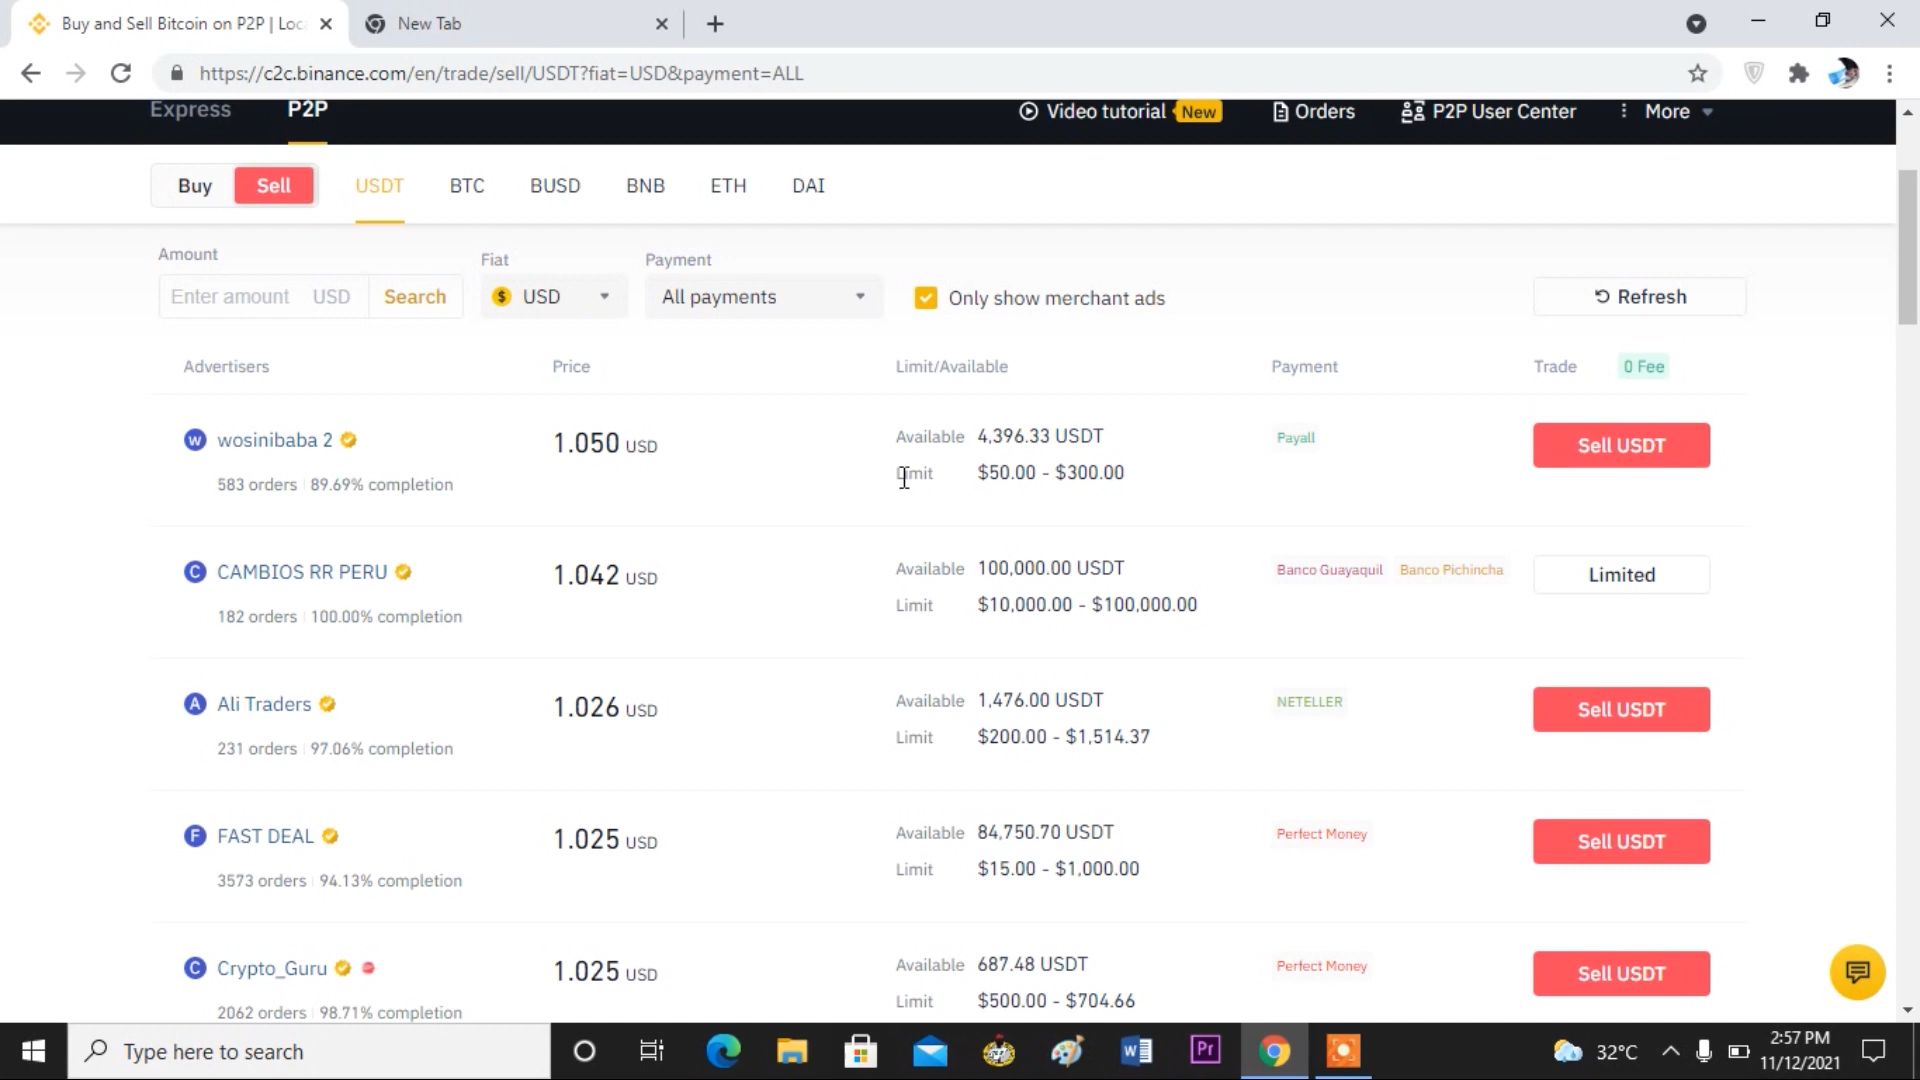 Buy and Sell Bitcoin on P2P | Loc
New Tab
https://c2c.binance.com/en/trade/sell/USDT?fiat=USD&payment=ALL
Express P2P Video tutorial New Orders P2P User Center More
Buy Sell USDT BTC BUSD BNB ETH DAI
Amount Fiat Payment
Enter amount USD Search $ USD All payments Only show merchant ads Refresh
Advertisers Price Limit/Available Payment Trade 0 Fee
W wosinibaba 2 1.050 USD Available 4,396.33 USDT Payall Sell USDT
583 orders 89.69% completion Limit $50.00 - $300.00
C CAMBIOS RR PERU 1.042 USD Available 100,000.00 USDT Banco Guayaquil Banco Pichincha Limited
182 orders 100.00% completion Limit $10,000.00 - $100,000.00
A Ali Traders 1.026 USD Available 1,476.00 USDT NETELLER Sell USDT
231 orders 97.06% completion Limit $200.00 - $1,514.37
F FAST DEAL 1.025 USD Available 84,750.70 USDT Perfect Money Sell USDT
3573 orders 94.13% completion Limit $15.00 - $1,000.00
C Crypto_Guru 1.025 USD Available 687.48 USDT Perfect Money Sell USDT
2062 orders 98.71% completion Limit $500.00 - $704.66
Type here to search W Pr 32°C 2:57 PM
11/12/2021